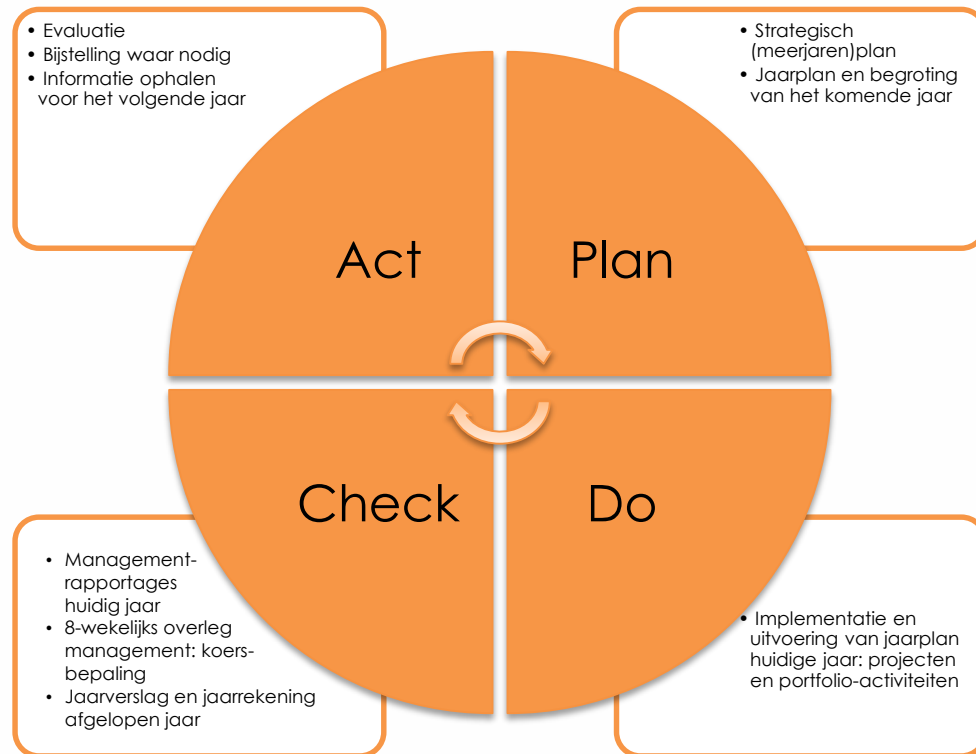 • Evaluatie
• Bijstelling waar nodig
• Informatie ophalen
voor het volgende jaar
• Strategisch
(meerjaren)plan
• Jaarplan en begroting
van het komende jaar
Act
Plan
Check
Do
• Management-
rapportages
huidig jaar
• 8-wekelijks overleg
management: koers-
bepaling
• Jaarverslag en jaarrekening
afgelopen jaar
• Implementatie en
uitvoering van jaarplan
huidige jaar: projecten
en portfolio-activiteiten